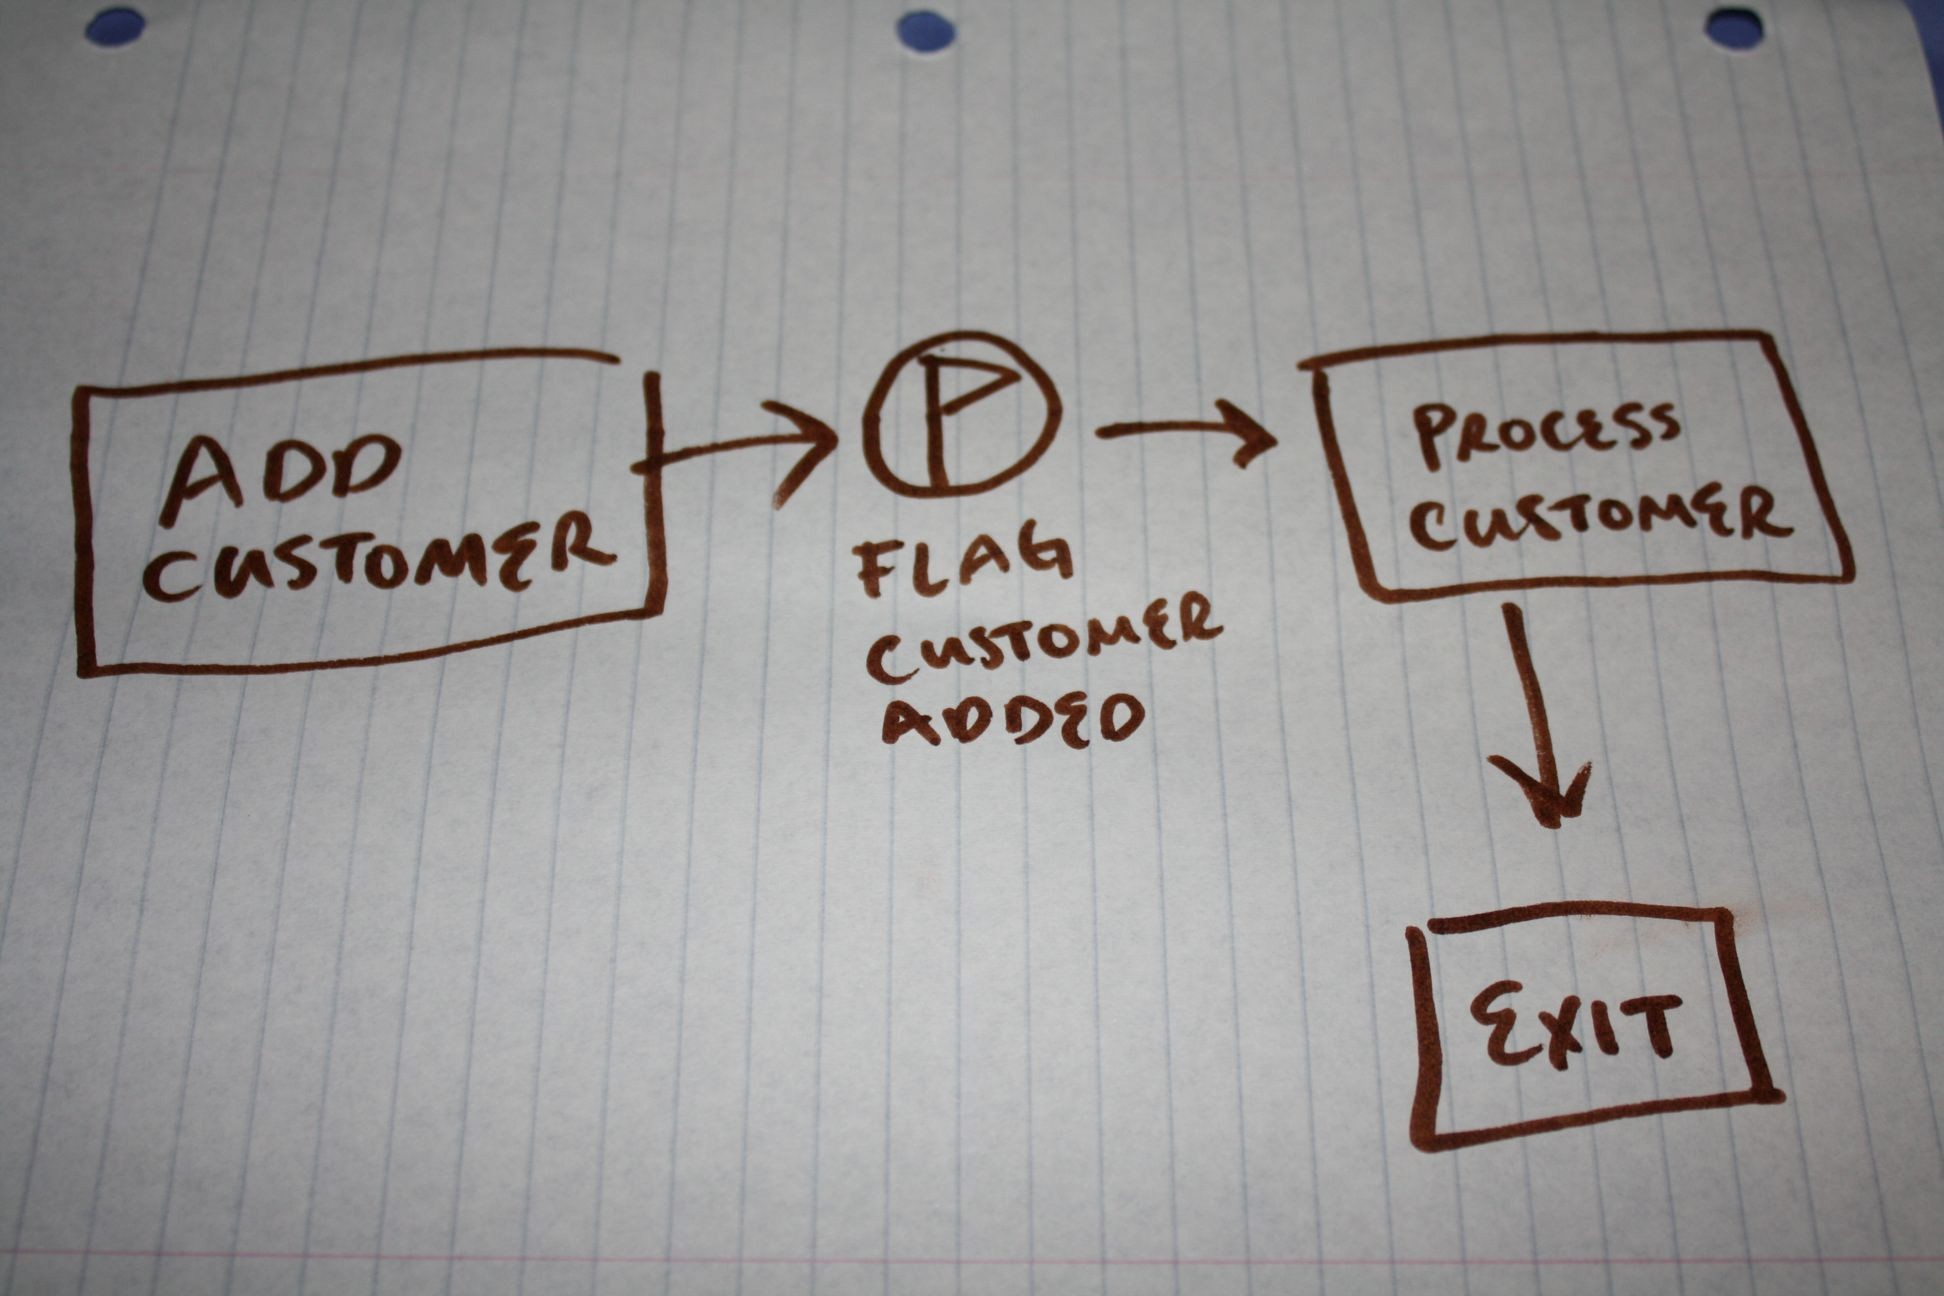 ADD
CUSTOMER
FLAG
CUSTOMER
ADDED
PROCESS
CUSTOMER
EXIT